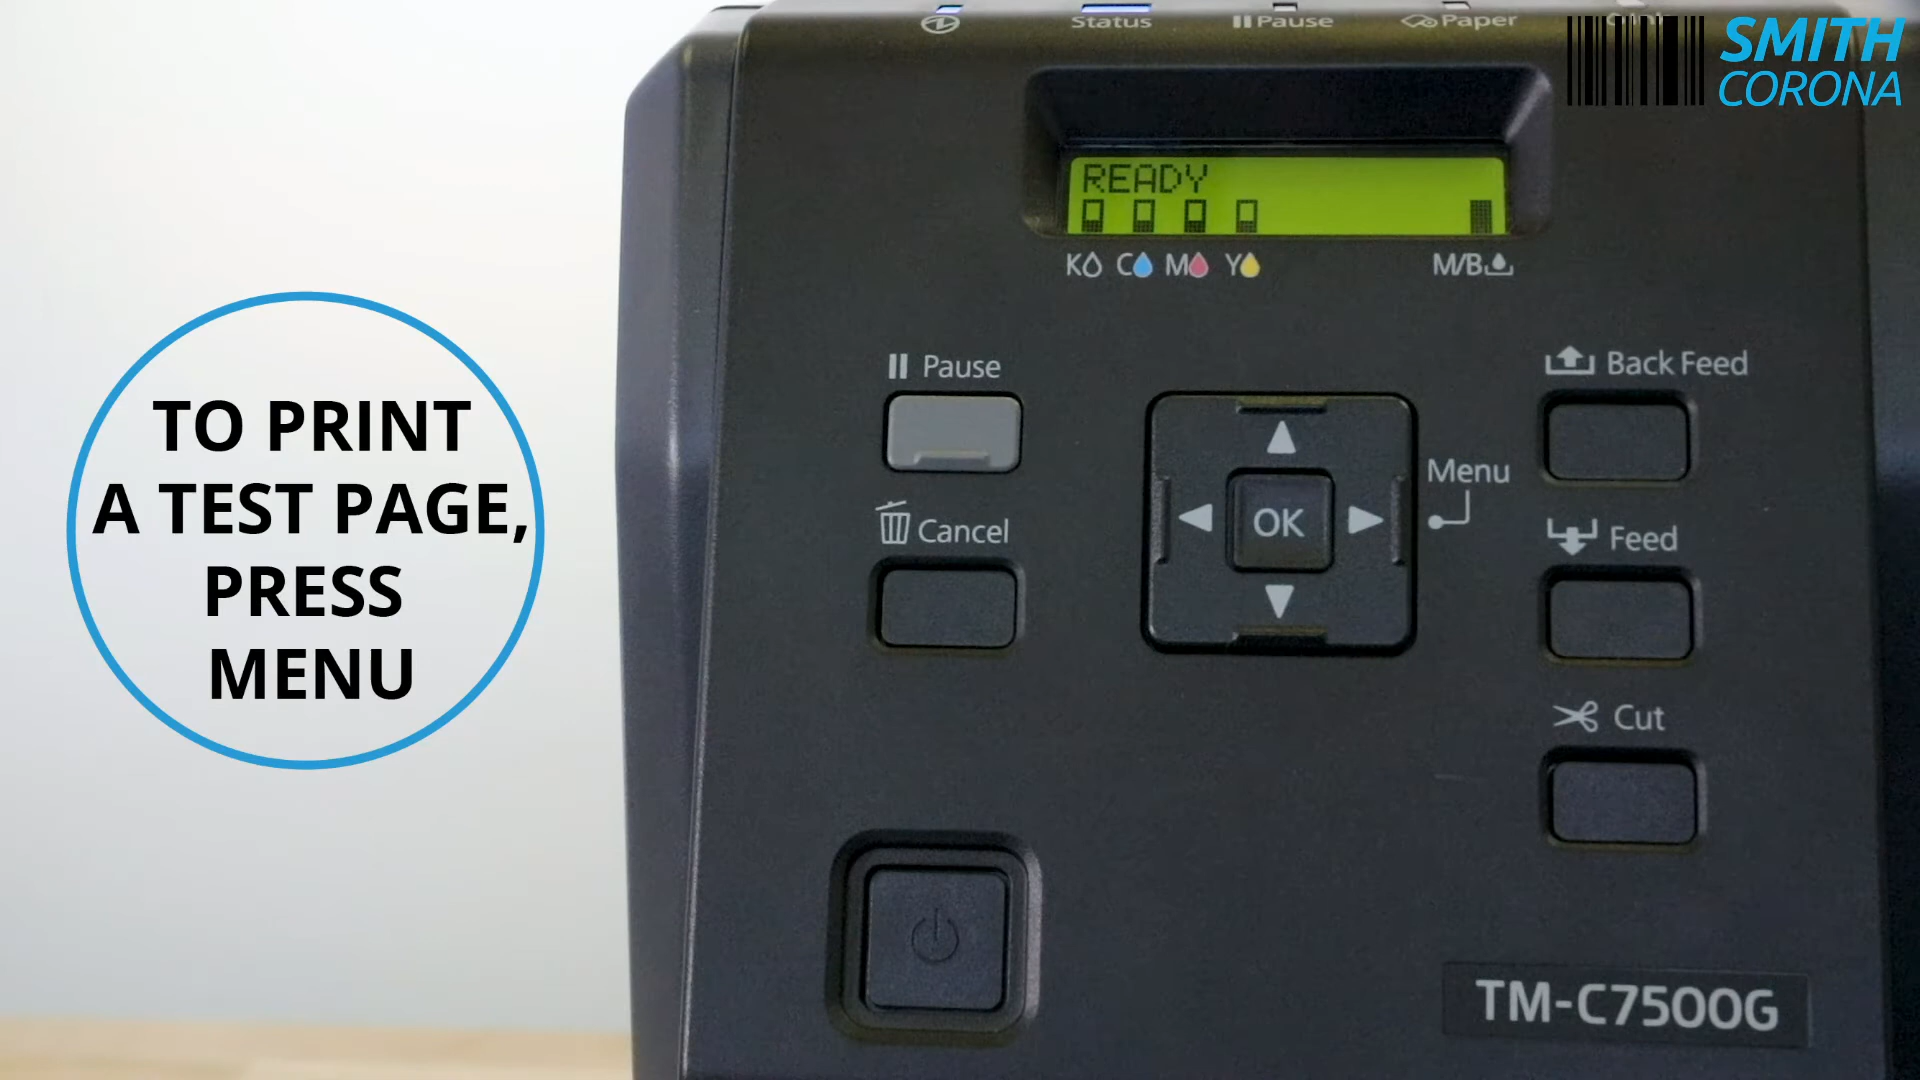 Status
Pause
Paper
SMITH
CORONA
READY
K C M Y
M/B
Pause
Back Feed
TO PRINT
A TEST PAGE,
PRESS
MENU
Menu
OK
Cancel
Feed
Cut
TM-C7500G